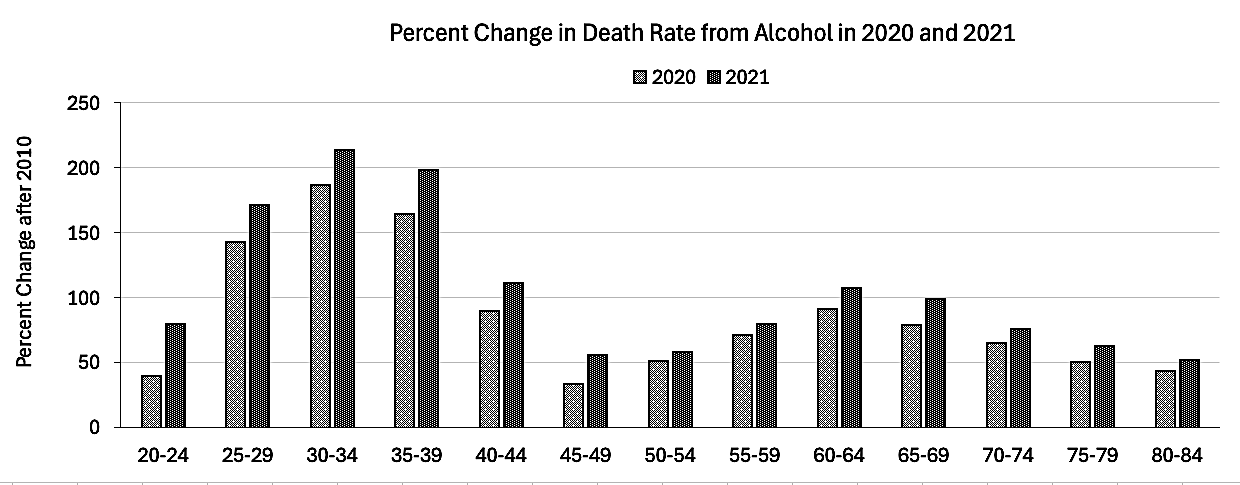 Percent Change in Death Rate from Alcohol in 2020 and 2021
2020 2021
Percent Change after 2010
250
200
150
100
50
0
20-24 25-29 30-34 35-39 40-44 45-49 50-54 55-59 60-64 65-69 70-74 75-79 80-84